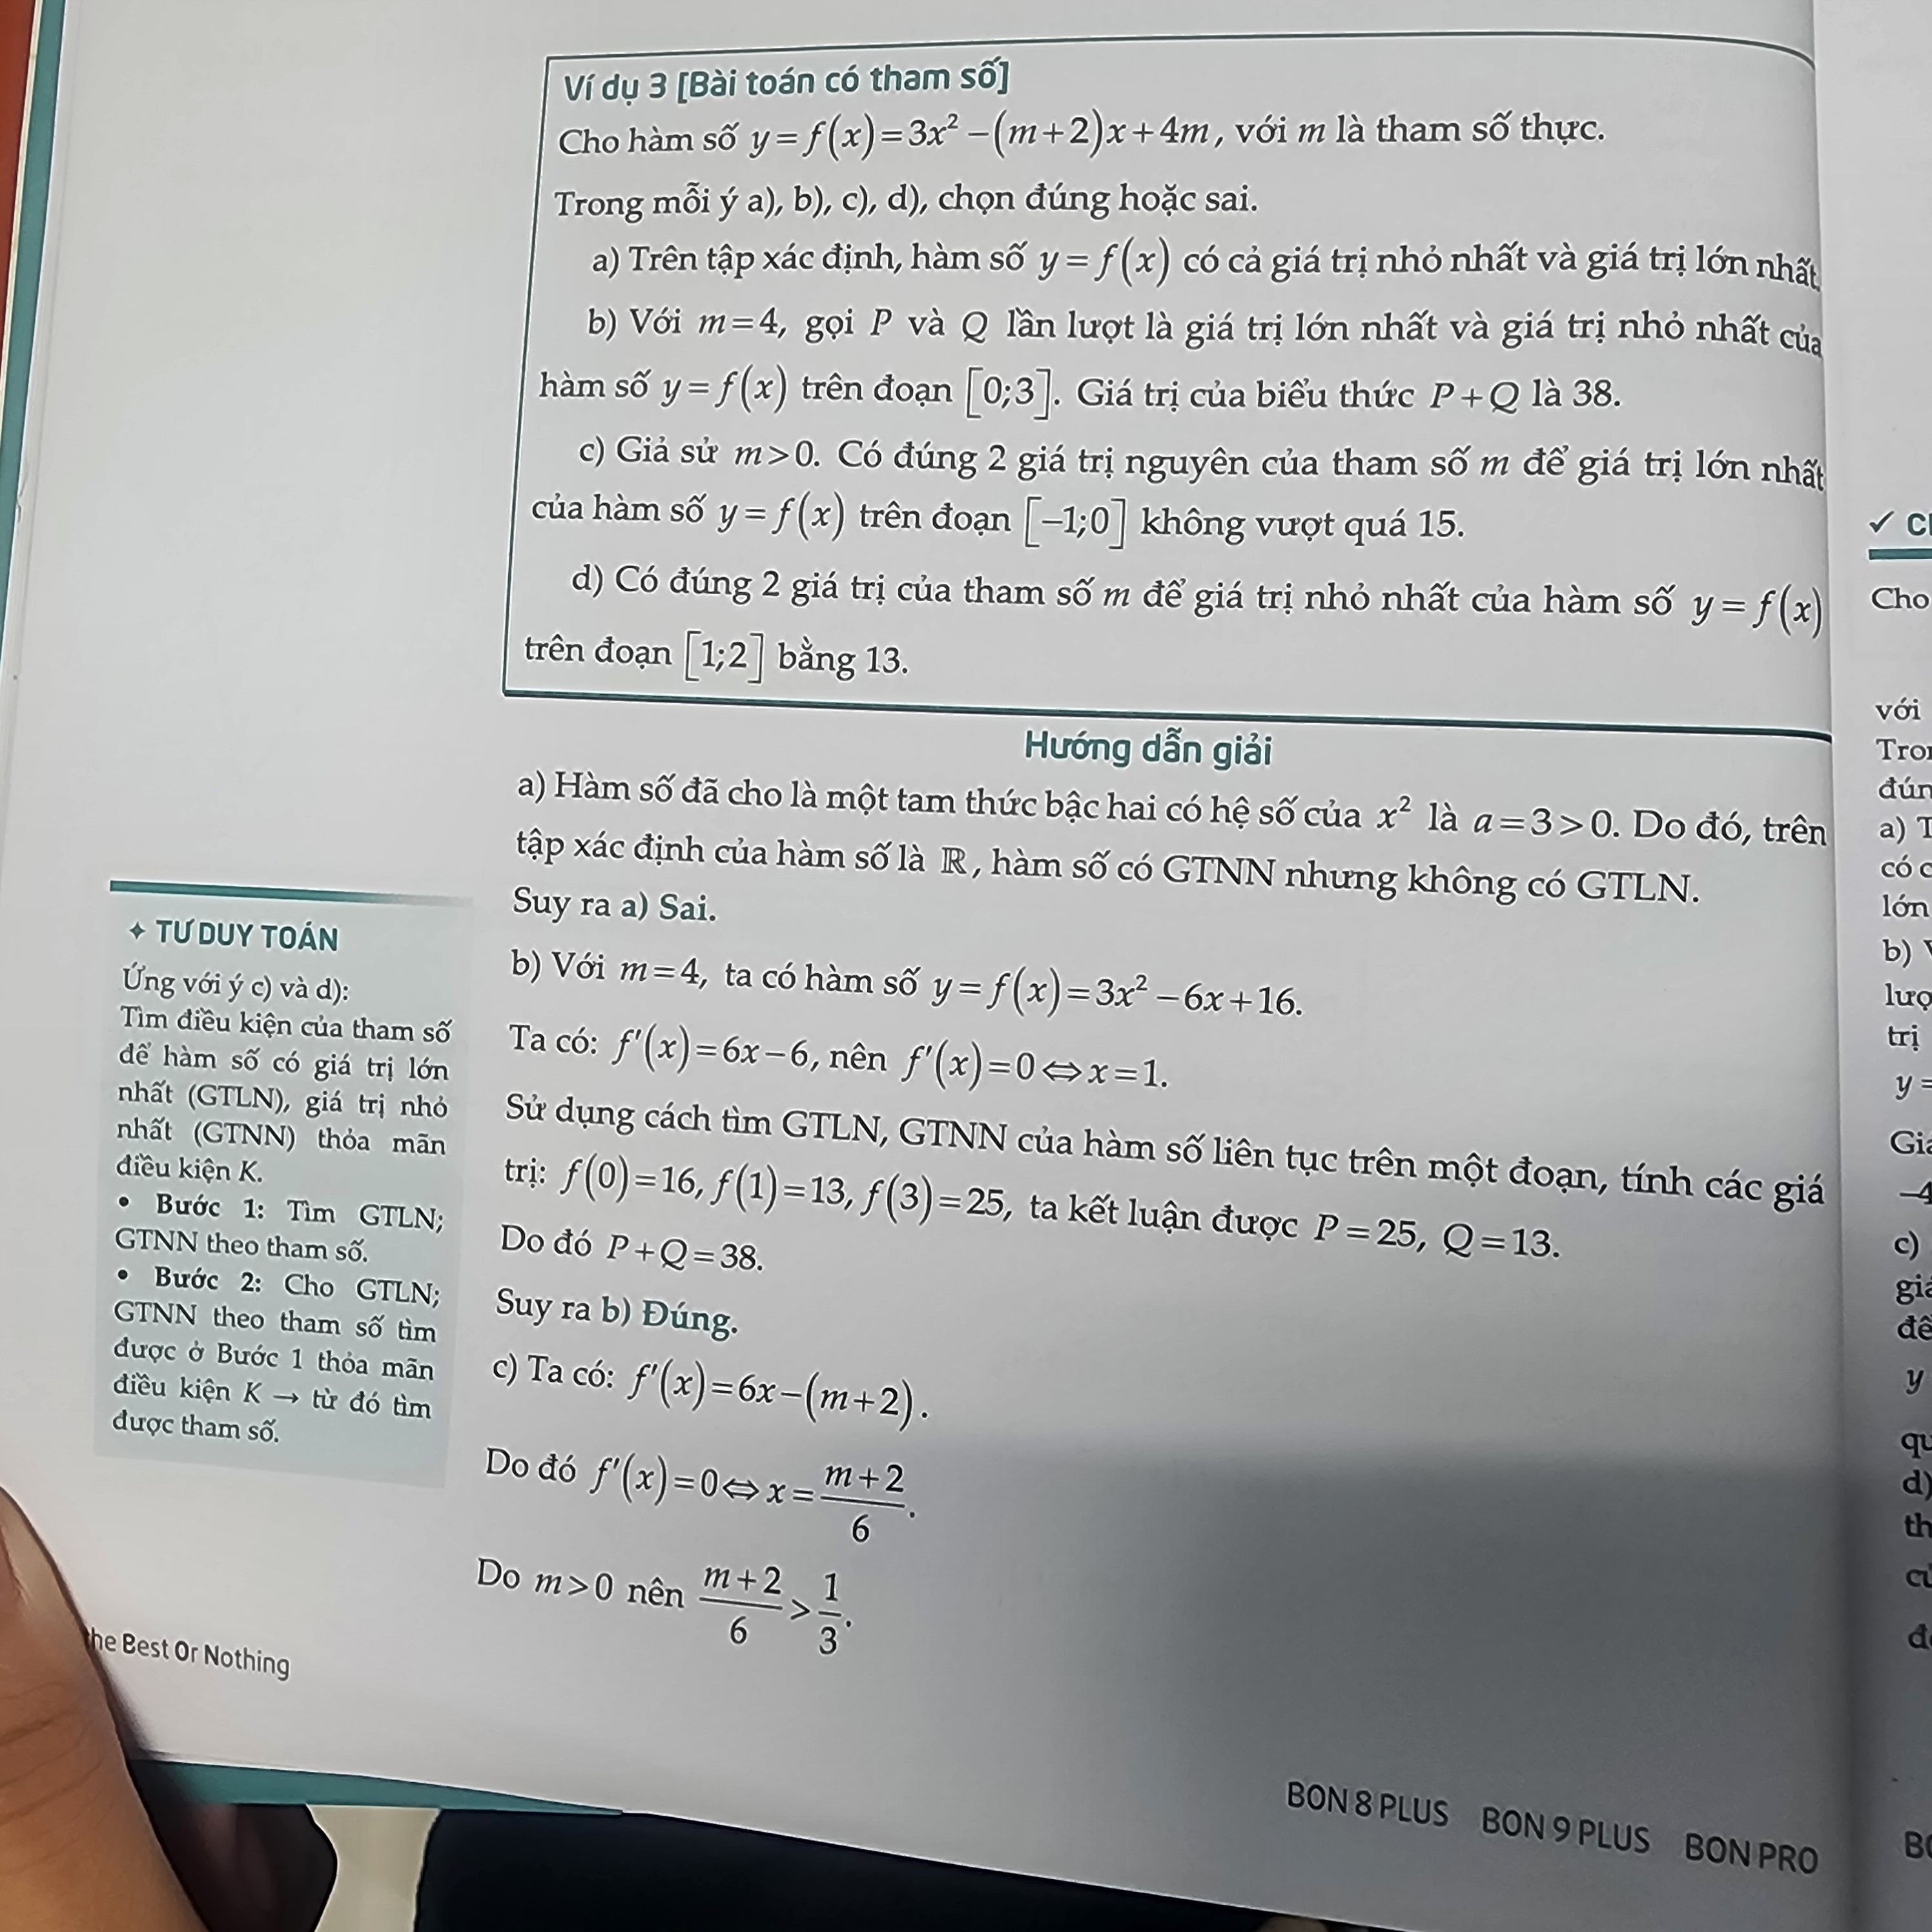 Ví dụ 3 [Bài toán có tham số]
Cho hàm số y = f(x) = 3x² − (m+2)x + 4m, với m là tham số thực.
Trong mỗi ý a), b), c), d), chọn đúng hoặc sai.
a) Trên tập xác định, hàm số y = f(x) có cả giá trị nhỏ nhất và giá trị lớn nhất.
b) Với m = 4, gọi P và Q lần lượt là giá trị lớn nhất và giá trị nhỏ nhất của
hàm số y = f(x) trên đoạn [0;3]. Giá trị của biểu thức P + Q là 38.
c) Giả sử m > 0. Có đúng 2 giá trị nguyên của tham số m để giá trị lớn nhất
của hàm số y = f(x) trên đoạn [−1;0] không vượt quá 15.
d) Có đúng 2 giá trị của tham số m để giá trị nhỏ nhất của hàm số y = f(x)
trên đoạn [1;2] bằng 13.
Hướng dẫn giải
a) Hàm số đã cho là một tam thức bậc hai có hệ số của x² là a = 3 > 0. Do đó, trên
tập xác định của hàm số là ℝ, hàm số có GTNN nhưng không có GTLN.
Suy ra a) Sai.
b) Với m = 4, ta có hàm số y = f(x) = 3x² − 6x + 16.
Ta có: f'(x) = 6x − 6, nên f'(x) = 0 ⇔ x = 1.
Sử dụng cách tìm GTLN, GTNN của hàm số liên tục trên một đoạn, tính các giá
trị: f(0) = 16, f(1) = 13, f(3) = 25, ta kết luận được P = 25, Q = 13.
Do đó P + Q = 38.
Suy ra b) Đúng.
c) Ta có: f'(x) = 6x − (m+2).
Do đó f'(x) = 0 ⇔ x = (m+2)/6.
Do m > 0 nên (m+2)/6 > 1/3.
✦ TƯ DUY TOÁN
Ứng với ý c) và d):
Tìm điều kiện của tham số
để hàm số có giá trị lớn
nhất (GTLN), giá trị nhỏ
nhất (GTNN) thỏa mãn
điều kiện K.
• Bước 1: Tìm GTLN;
GTNN theo tham số.
• Bước 2: Cho GTLN;
GTNN theo tham số tìm
được ở Bước 1 thỏa mãn
điều kiện K → từ đó tìm
được tham số.
he Best Or Nothing
BON 8 PLUS BON 9 PLUS BON PRO
Cho
với
a)
b)
lượ
trị
y =
c)
y
d)